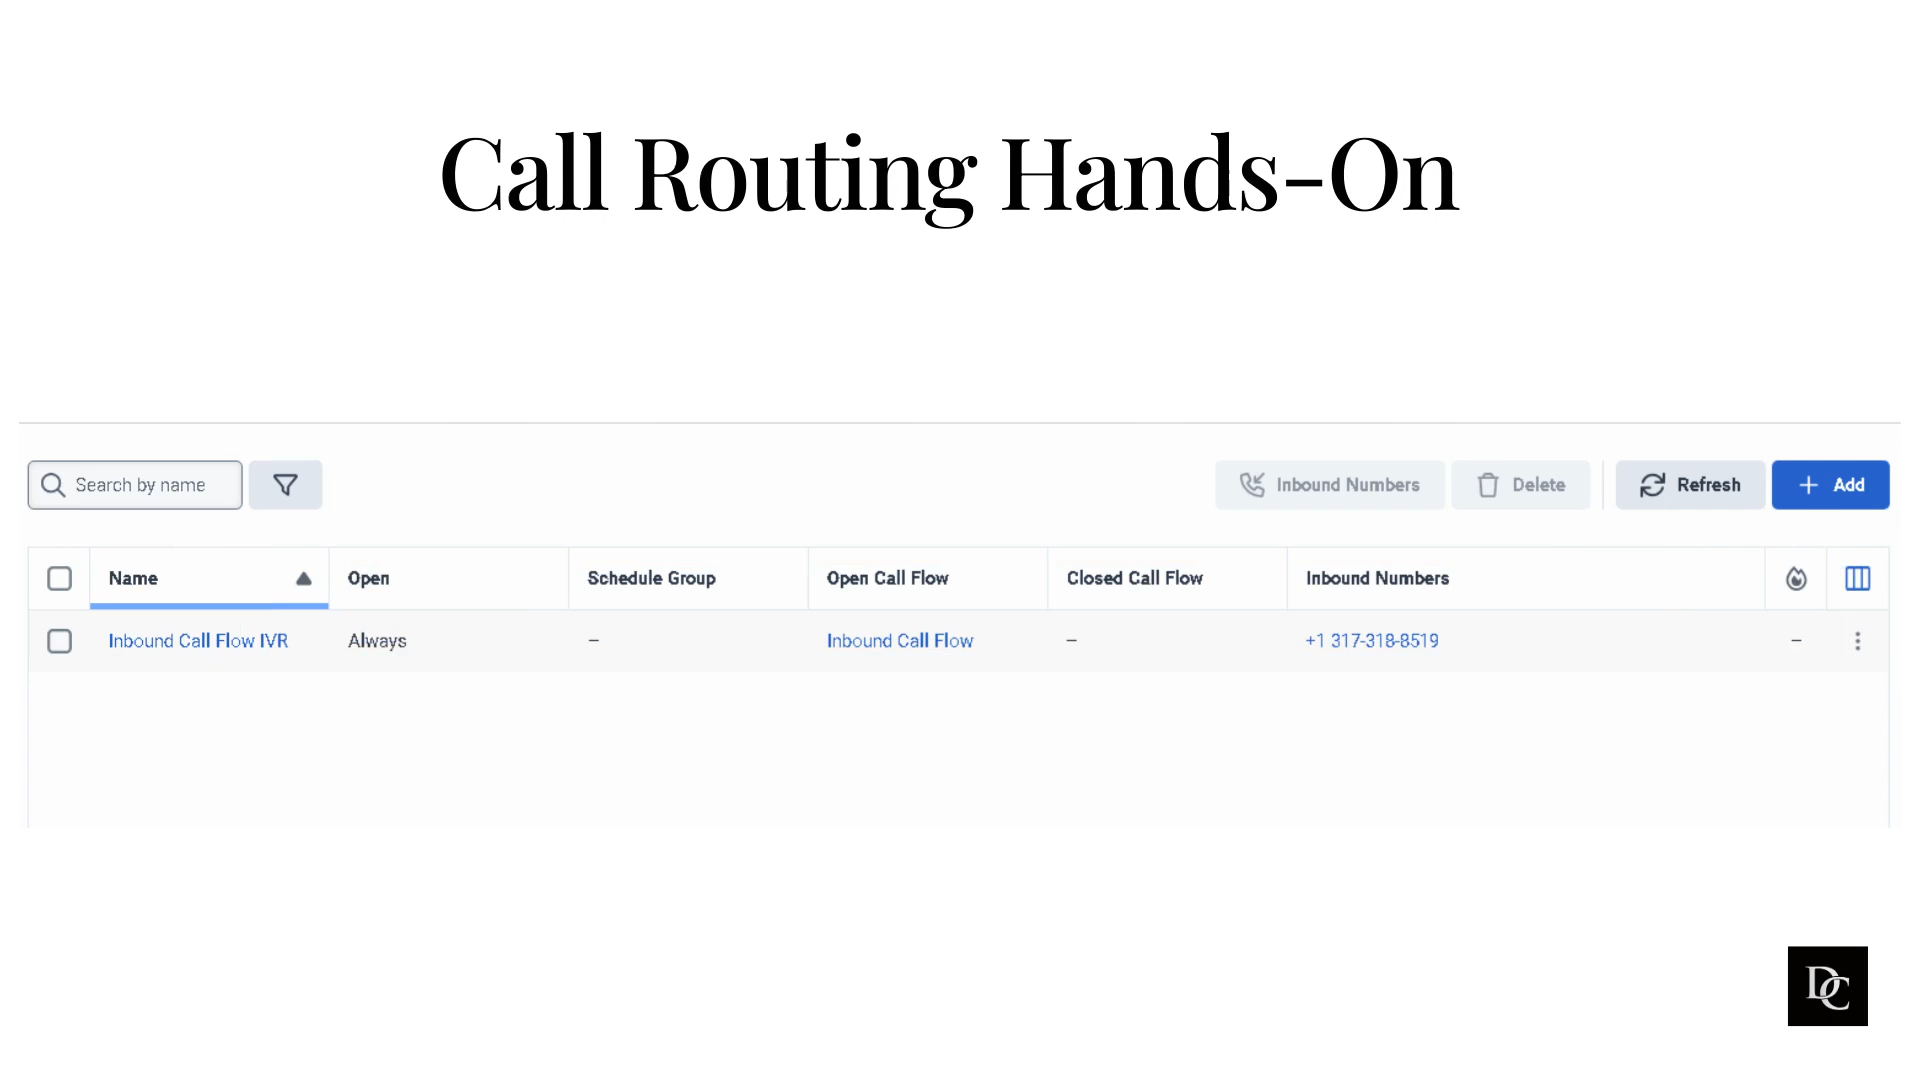 Call Routing Hands-On
Search by name
Inbound Numbers Delete Refresh + Add
Name Open Schedule Group Open Call Flow Closed Call Flow Inbound Numbers
Inbound Call Flow IVR Always – Inbound Call Flow – +1 317-318-8519 –
DC